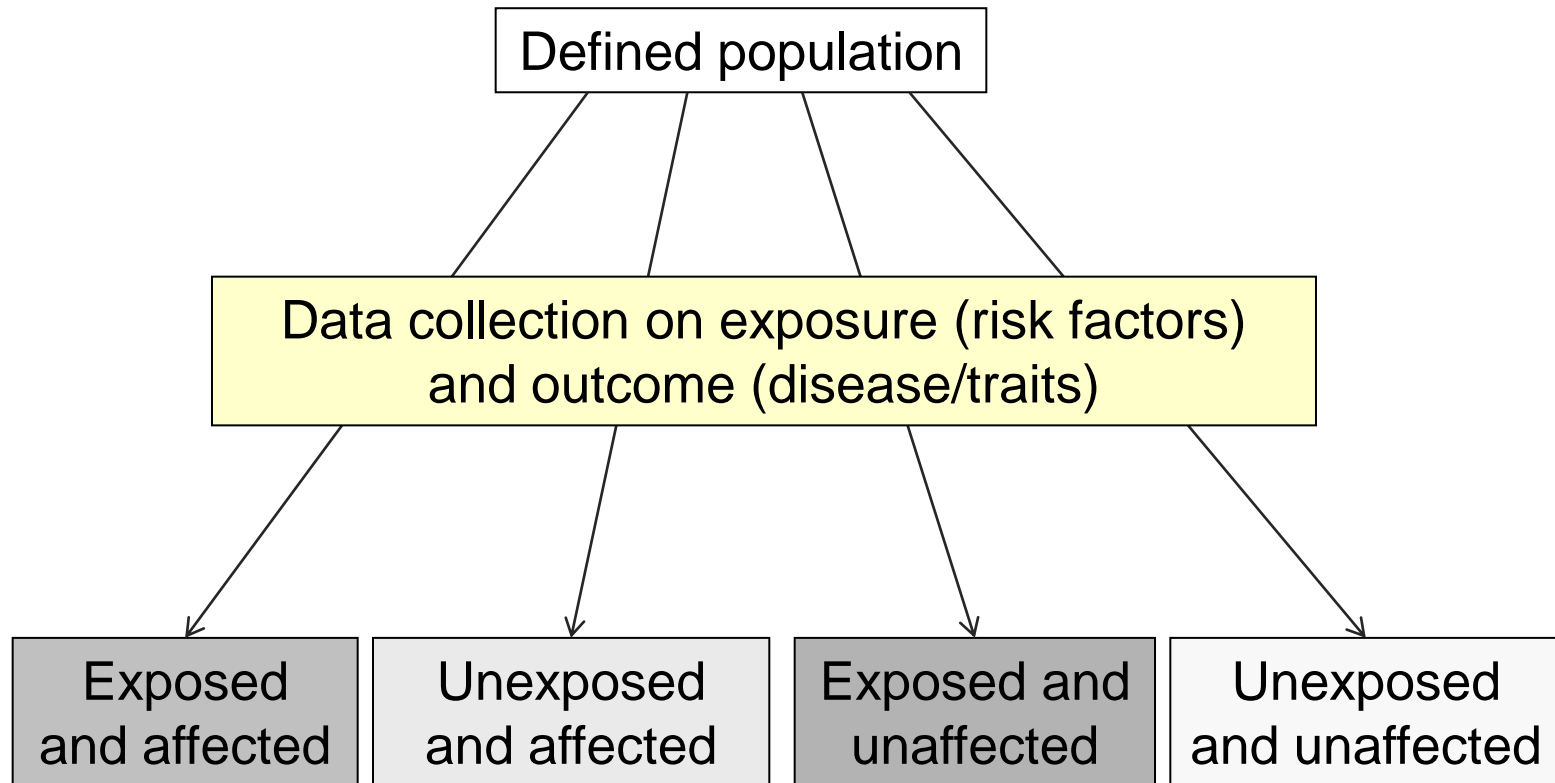 Defined population
Data collection on exposure (risk factors)
and outcome (disease/traits)
Exposed
and affected
Unexposed
and affected
Exposed and
unaffected
Unexposed
and unaffected